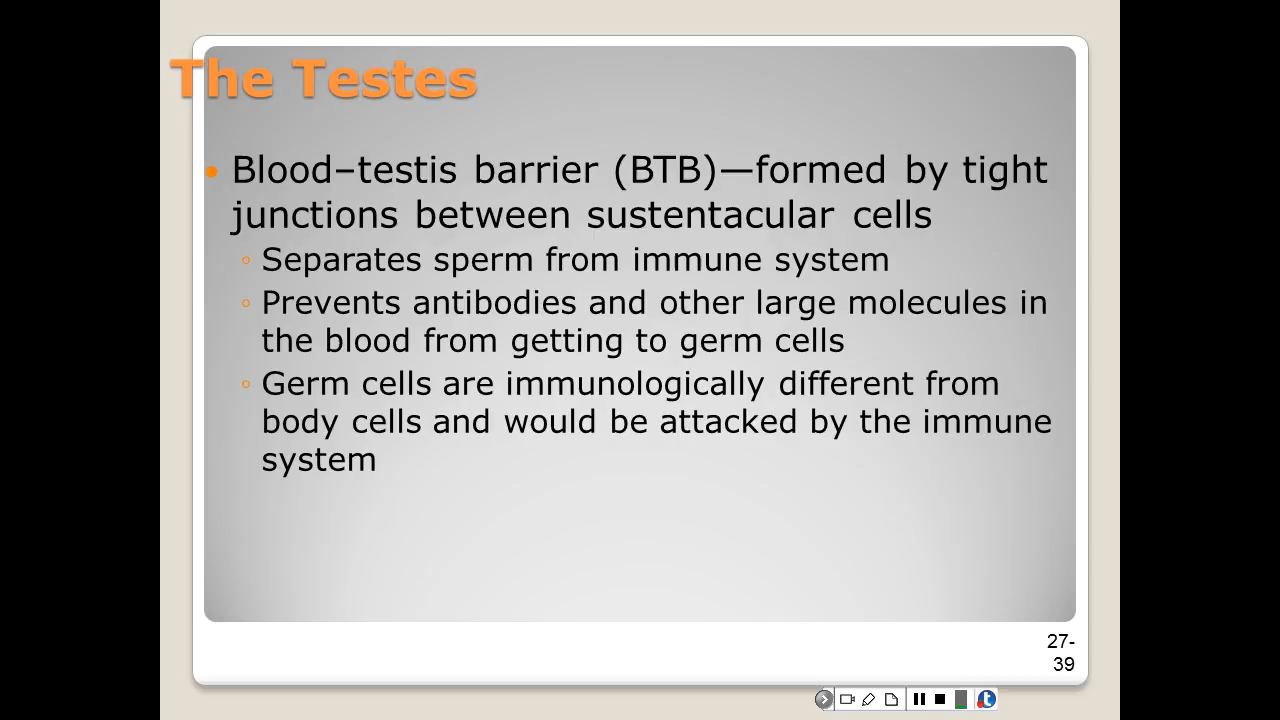 The Testes
• Blood–testis barrier (BTB)—formed by tight
junctions between sustentacular cells
◦ Separates sperm from immune system
◦ Prevents antibodies and other large molecules in
the blood from getting to germ cells
◦ Germ cells are immunologically different from
body cells and would be attacked by the immune
system
27-
39
t